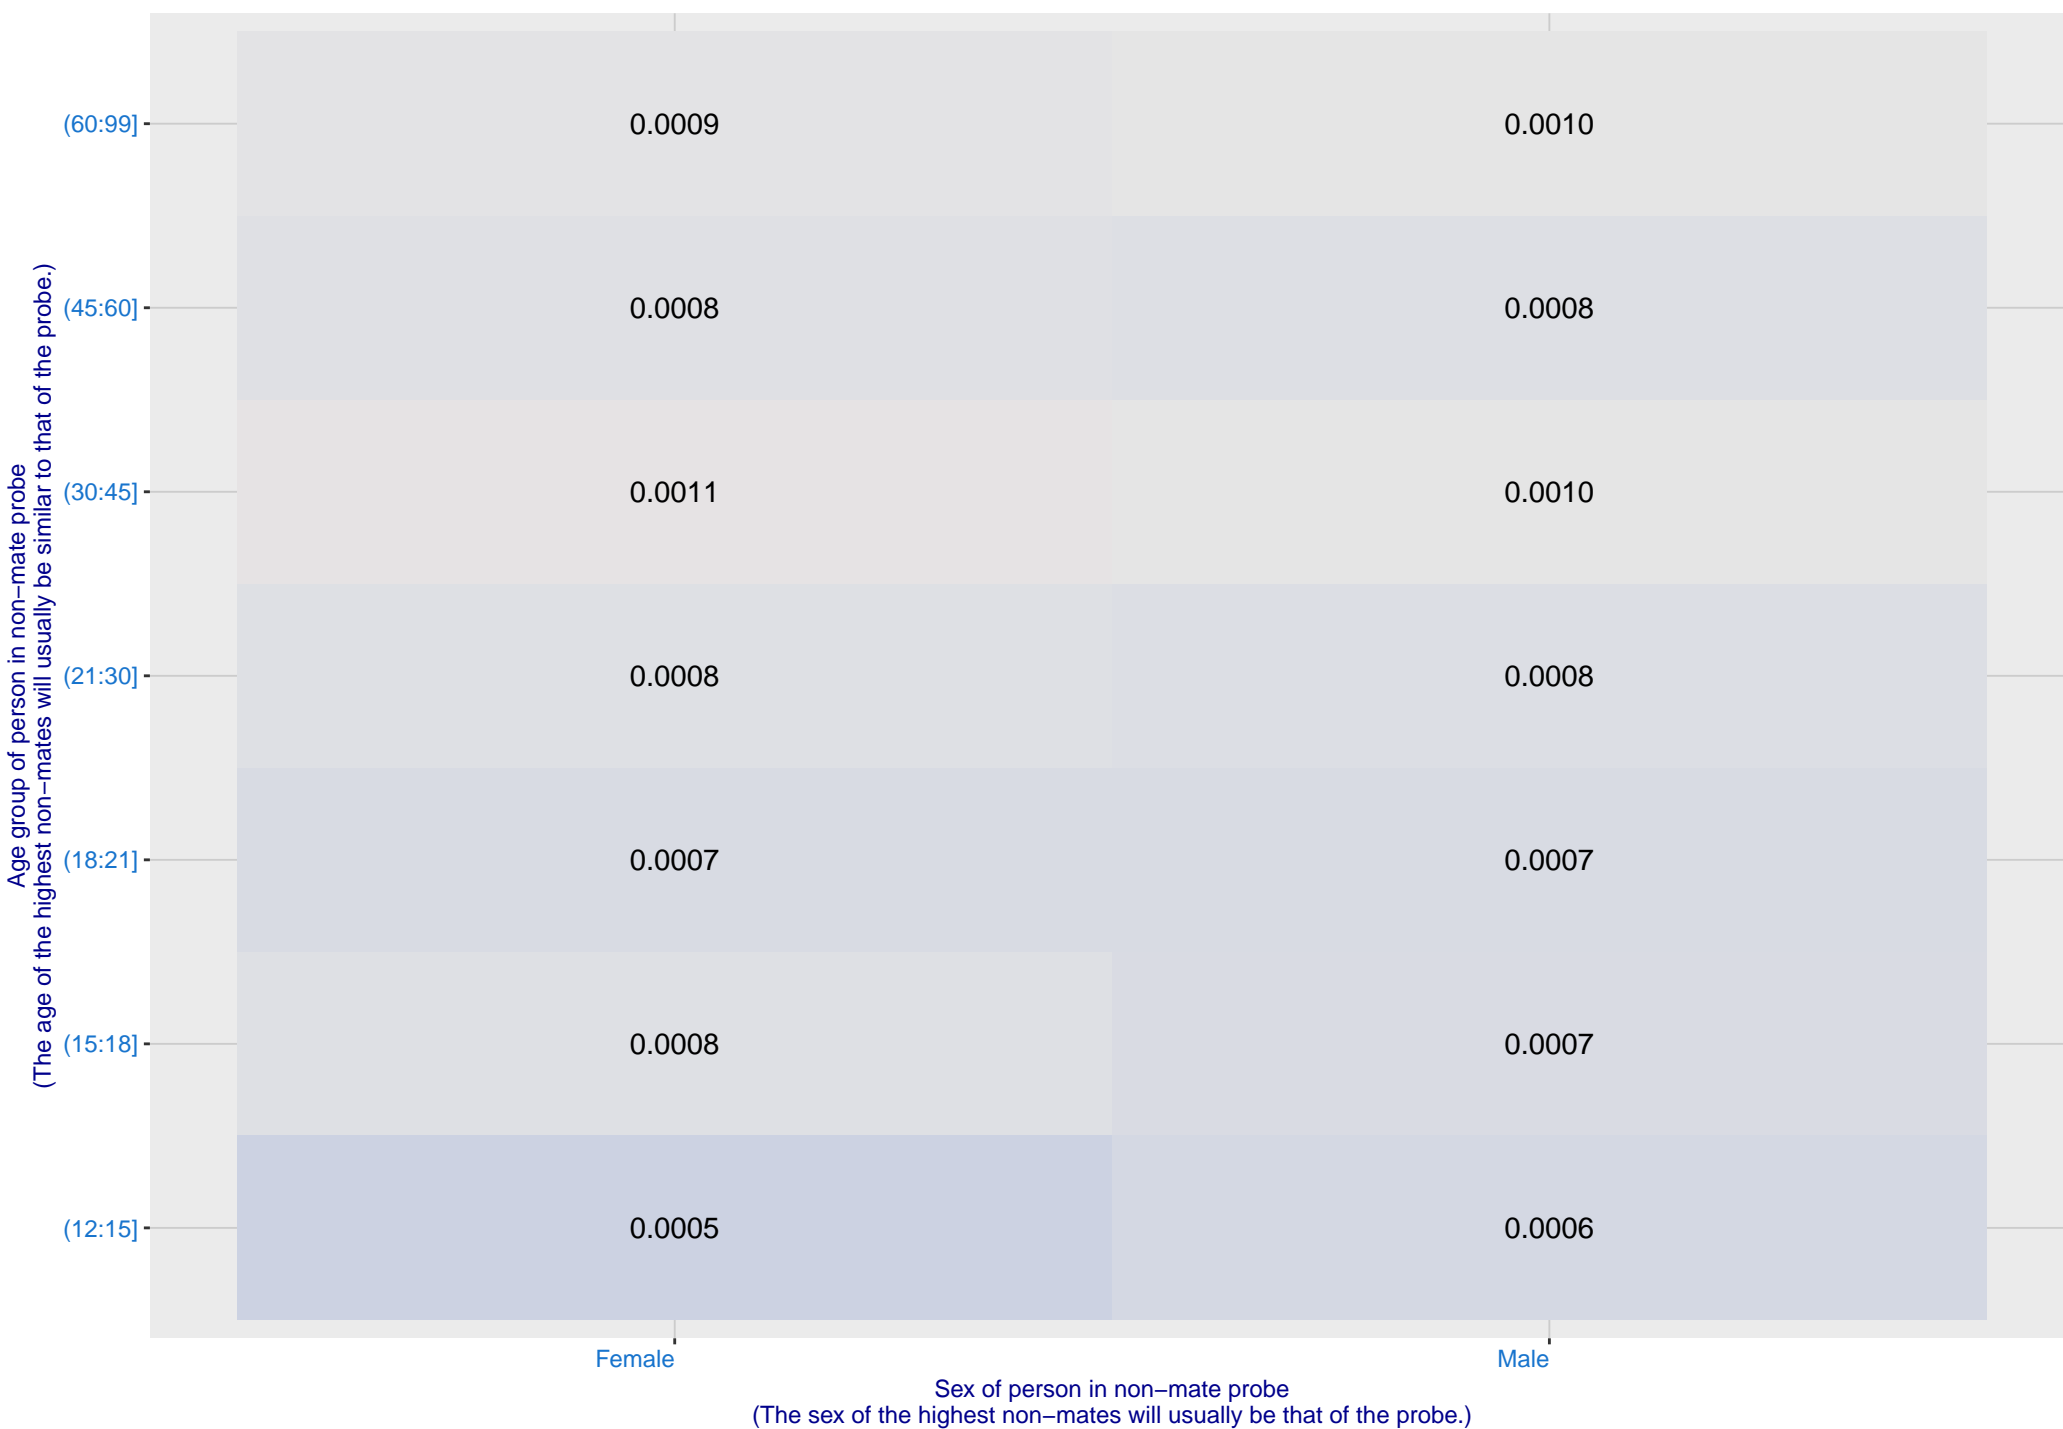 Age group of person in non−mate probe
(The age of the highest non−mates will usually be similar to that of the probe.)
(60:99] 0.0009 0.0010
(45:60] 0.0008 0.0008
(30:45] 0.0011 0.0010
(21:30] 0.0008 0.0008
(18:21] 0.0007 0.0007
(15:18] 0.0008 0.0007
(12:15] 0.0005 0.0006
Female Male
Sex of person in non−mate probe
(The sex of the highest non−mates will usually be that of the probe.)